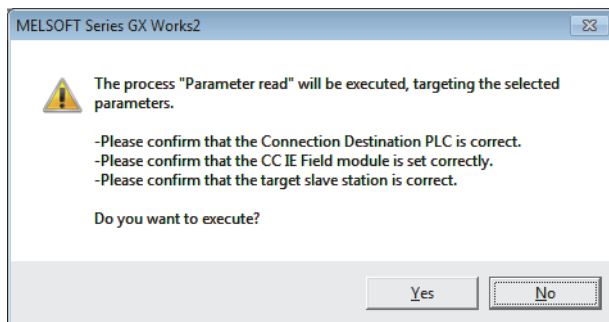 MELSOFT Series GX Works2
The process "Parameter read" will be executed, targeting the selected
parameters.
-Please confirm that the Connection Destination PLC is correct.
-Please confirm that the CC IE Field module is set correctly.
-Please confirm that the target slave station is correct.
Do you want to execute?
Yes
No